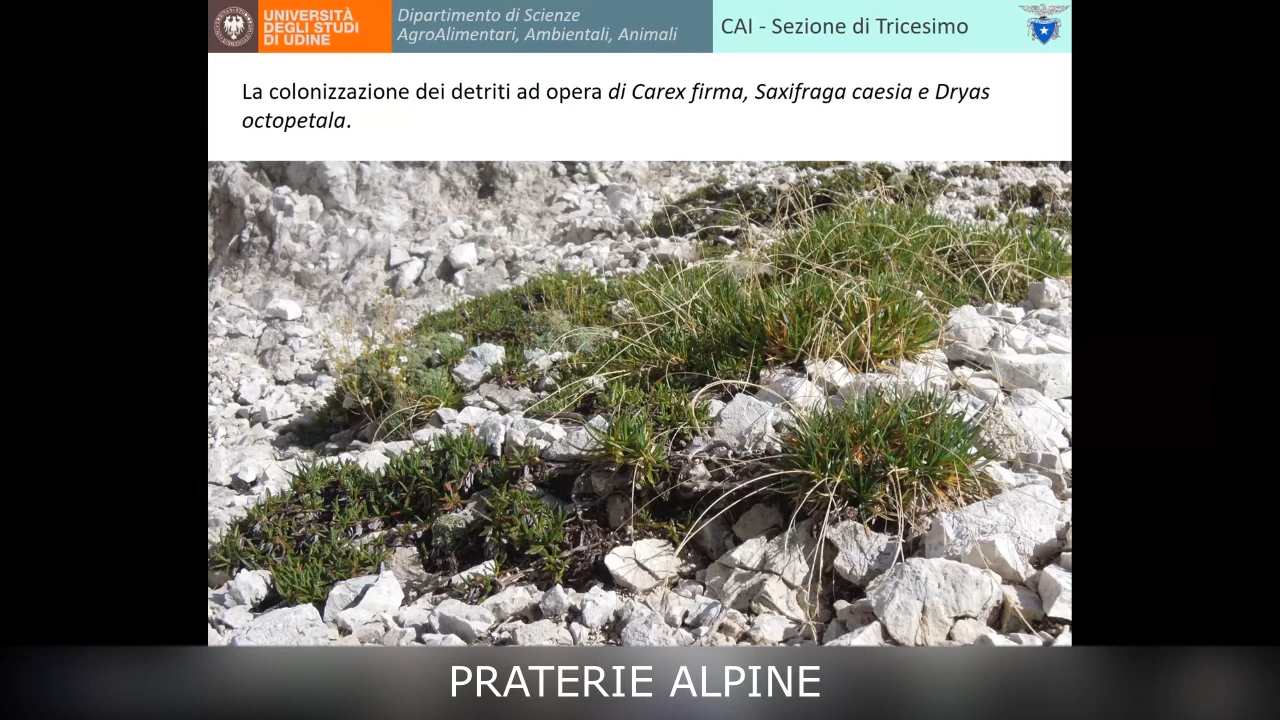 UNIVERSITÀ
DEGLI STUDI
DI UDINE
Dipartimento di Scienze
AgroAlimentari, Ambientali, Animali
CAI - Sezione di Tricesimo
La colonizzazione dei detriti ad opera di Carex firma, Saxifraga caesia e Dryas
octopetala.
PRATERIE ALPINE